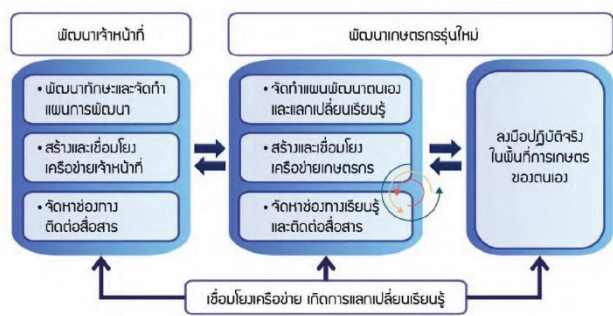 พัฒนาเจ้าหน้าที่
พัฒนาเกษตรกรรุ่นใหม่
• พัฒนาทักษะและจัดทำ
แผนการพัฒนา
• สร้างและเชื่อมโยง
เครือข่ายเจ้าหน้าที่
• จัดหาช่องทาง
ติดต่อสื่อสาร
• จัดทำแผนพัฒนาตนเอง
และแลกเปลี่ยนเรียนรู้
• สร้างและเชื่อมโยง
เครือข่ายเกษตรกร
• จัดหาช่องทางเรียนรู้
และติดต่อสื่อสาร
ลงมือปฏิบัติจริง
ในพื้นที่การเกษตร
ของตนเอง
เชื่อมโยงเครือข่าย เกิดการแลกเปลี่ยนเรียนรู้